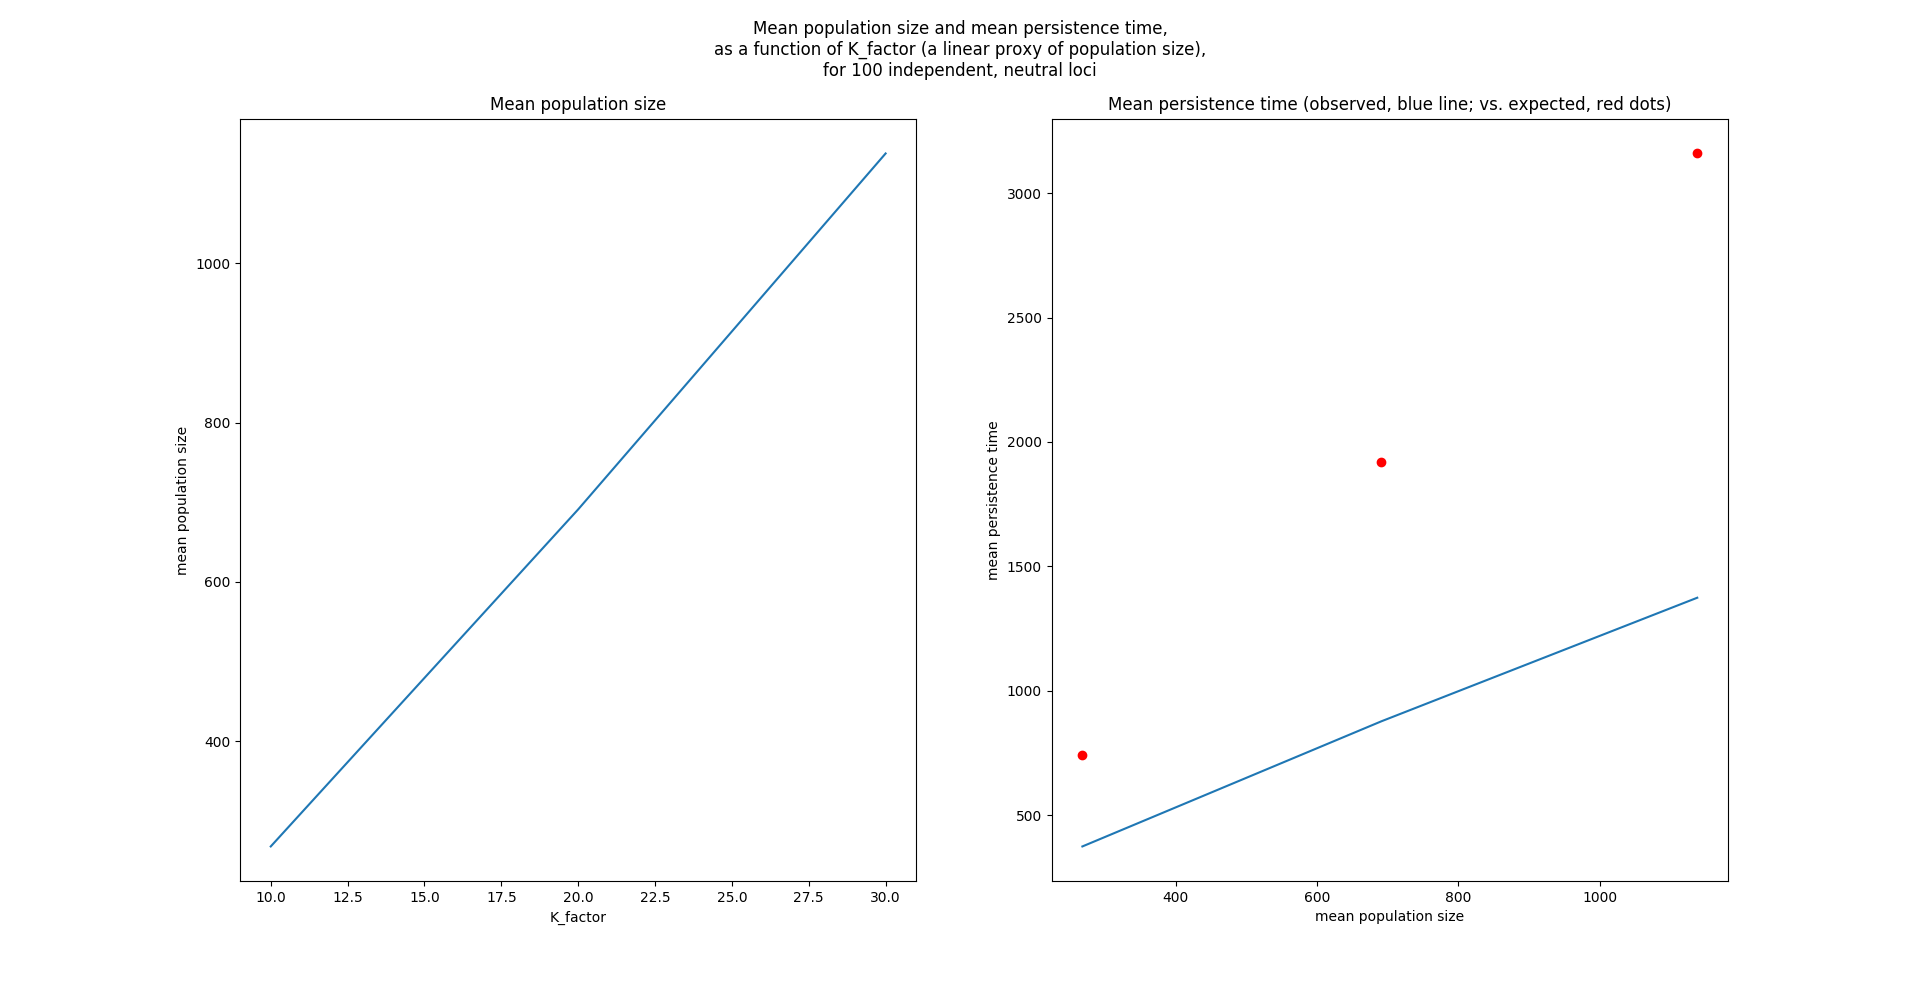 Mean population size and mean persistence time,
as a function of K_factor (a linear proxy of population size),
for 100 independent, neutral loci
Mean population size
mean population size
1000
800
600
400
10.0 12.5 15.0 17.5 20.0 22.5 25.0 27.5 30.0
K_factor
Mean persistence time (observed, blue line; vs. expected, red dots)
mean persistence time
3000
2500
2000
1500
1000
500
400 600 800 1000
mean population size